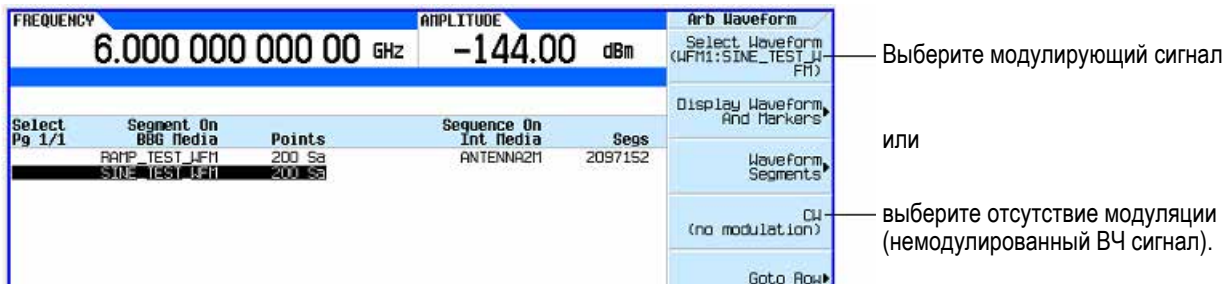 FREQUENCY
AMPLITUDE
6.000 000 000 00 GHz
-144.00 dBm
Select
Pg 1/1
Segment On
BBG Media
Points
Sequence On
Int Media
Segs
RAMP_TEST_WFM 200 Sa ANTENNA2M 2097152
SINE_TEST_WFM 200 Sa
Arb Waveform
Select Waveform
(WFM1:SINE_TEST_W
FM)
Display Waveform
And Markers
Waveform
Segments
CW
(no modulation)
Goto Row
Выберите модулирующий сигнал
или
выберите отсутствие модуляции
(немодулированный ВЧ сигнал).